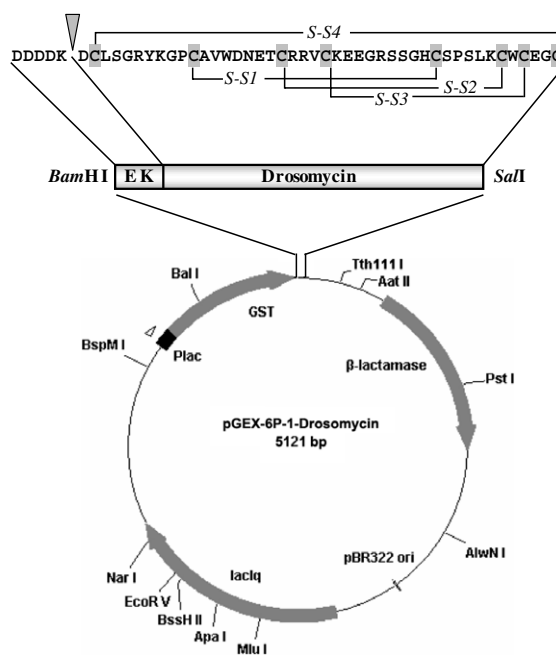 S-S4
DDDDK DCLSGRYKGPCAVWDNETCRRVCKEEGRSSGHCSPSLKCWCEGC
S-S1
S-S2
S-S3
BamHI EK Drosomycin SalI
Tth111 I
Aat II
Bal I
GST
BspM I
Plac
β-lactamase
Pst I
pGEX-6P-1-Drosomycin
5121 bp
AlwN I
pBR322 ori
Nar I
lacIq
EcoR V
BssH II
Apa I
Mlu I